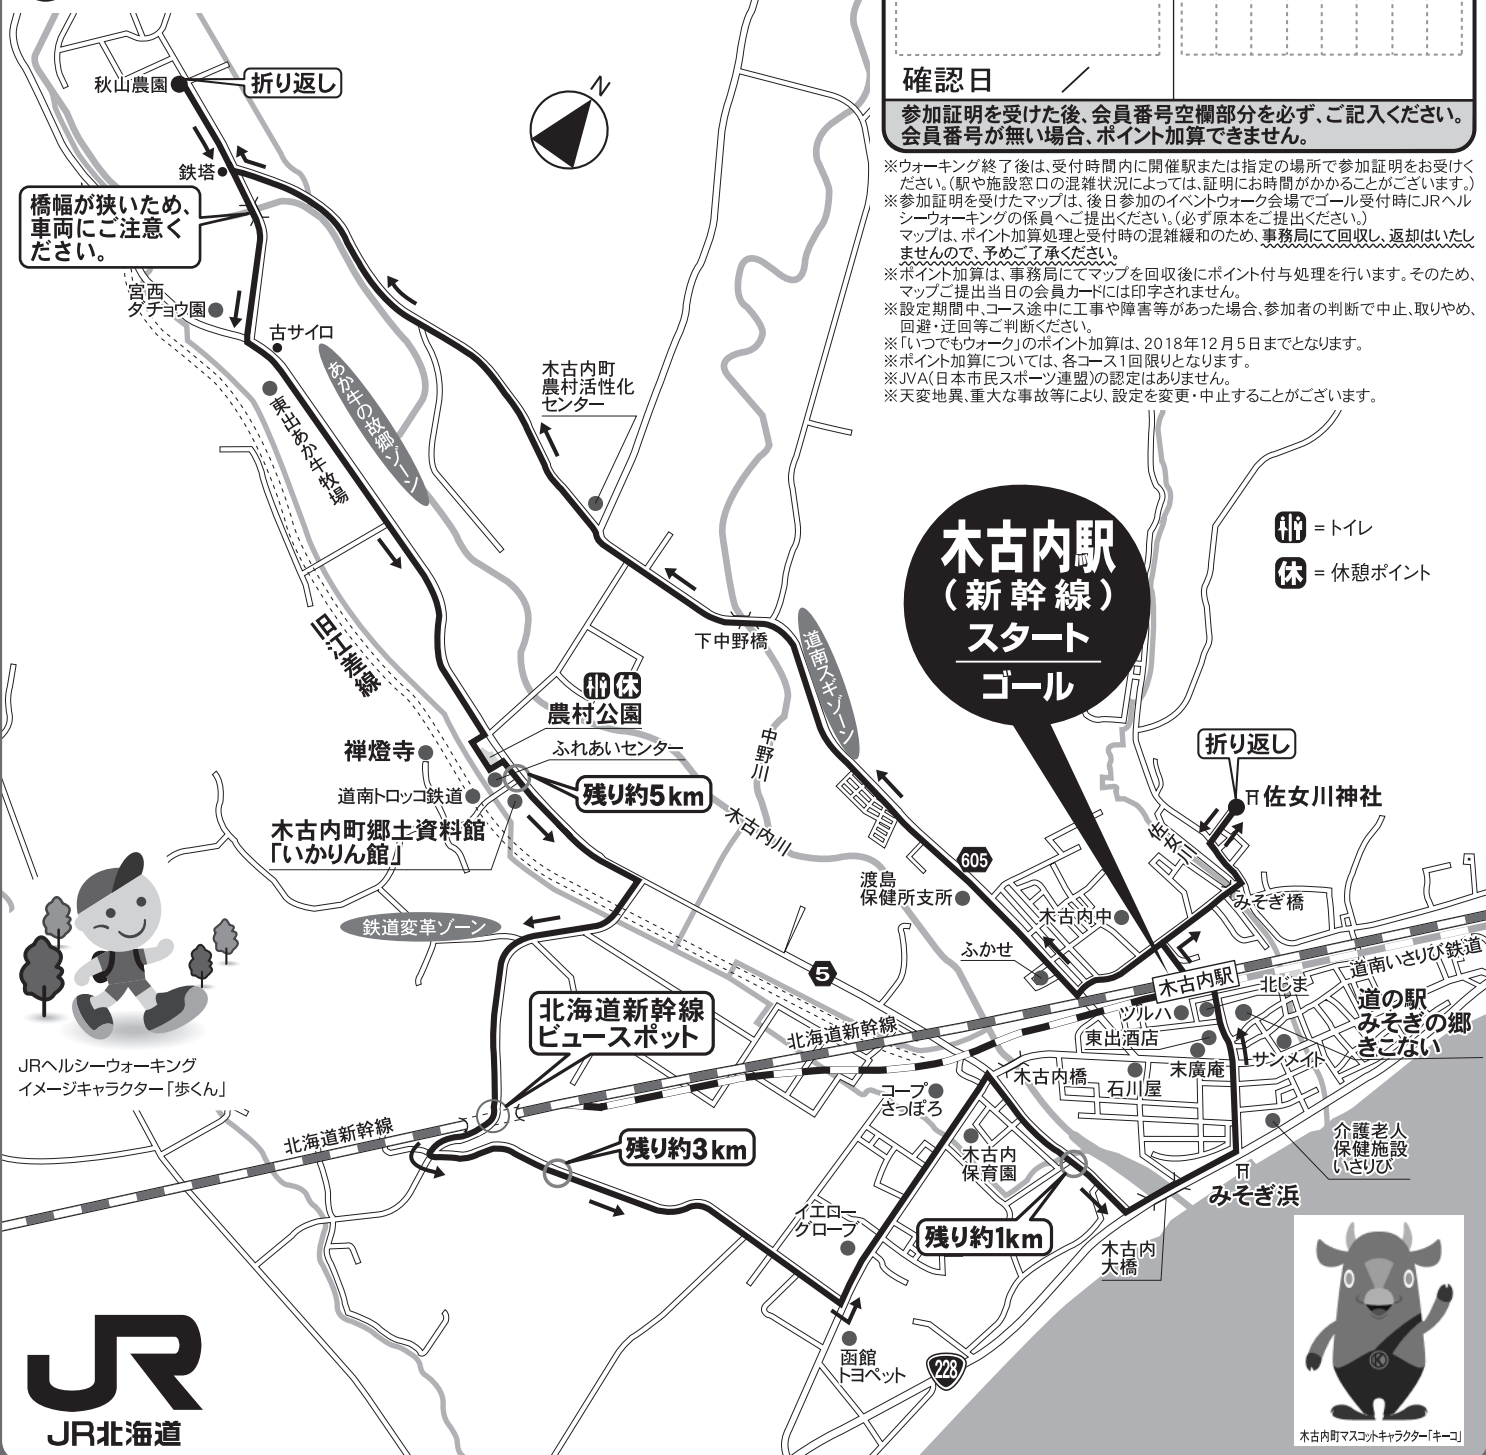 確認日 ／
参加証明を受けた後、会員番号空欄部分を必ず、ご記入ください。
会員番号が無い場合、ポイント加算できません。
※ウォーキング終了後は、受付時間内に開催駅または指定の場所で参加証明をお受けく
ださい。（駅や施設窓口の混雑状況によっては、証明にお時間がかかることがございます。）
※参加証明を受けたマップは、後日参加のイベントウォーク会場でゴール受付時にJRヘル
シーウォーキングの係員へご提出ください。（必ず原本をご提出ください。）
マップは、ポイント加算処理と受付時の混雑緩和のため、事務局にて回収し、返却はいたし
ませんので、予めご了承ください。
※ポイント加算は、事務局にてマップを回収後にポイント付与処理を行います。そのため、
マップご提出当日の会員カードには印字されません。
※設定期間中、コース途中に工事や障害等があった場合、参加者の判断で中止、取りやめ、
回避・迂回等ご判断ください。
※「いつでもウォーク」のポイント加算は、2018年12月5日までとなります。
※ポイント加算については、各コース1回限りとなります。
※JVA（日本市民スポーツ連盟）の認定はありません。
※天変地異、重大な事故等により、設定を変更・中止することがございます。
秋山農園
折り返し
N
鉄塔
橋幅が狭いため、
車両にご注意く
ださい。
宮西
ダチョウ園
古サイロ
東出あか牛牧場
あか牛の故郷ゾーン
木古内町
農村活性化
センター
旧江差線
下中野橋
道南スギゾーン
木古内駅
（新幹線）
スタート
ゴール
= トイレ
休 = 休憩ポイント
休
農村公園
ふれあいセンター
禅燈寺
道南トロッコ鉄道
残り約5km
木古内町郷土資料館
「いかりん館」
中野川
木古内川
折り返し
佐女川神社
佐女川
みそぎ橋
605
渡島
保健所支所
木古内中
ふかせ
鉄道変革ゾーン
5
木古内駅
道南いさりび鉄道
北じま
ツルハ
道の駅
みそぎの郷
きこない
東出酒店
サンメイト
末廣庵
石川屋
木古内橋
北海道新幹線
北海道新幹線
ビュースポット
コープ
さっぽろ
JRヘルシーウォーキング
イメージキャラクター「歩くん」
北海道新幹線
残り約3km
木古内
保育園
介護老人
保健施設
いさりび
みそぎ浜
イエロー
グローブ
残り約1km
木古内
大橋
函館
トヨペット
228
JR
JR北海道
K
木古内町マスコットキャラクター「キーコ」